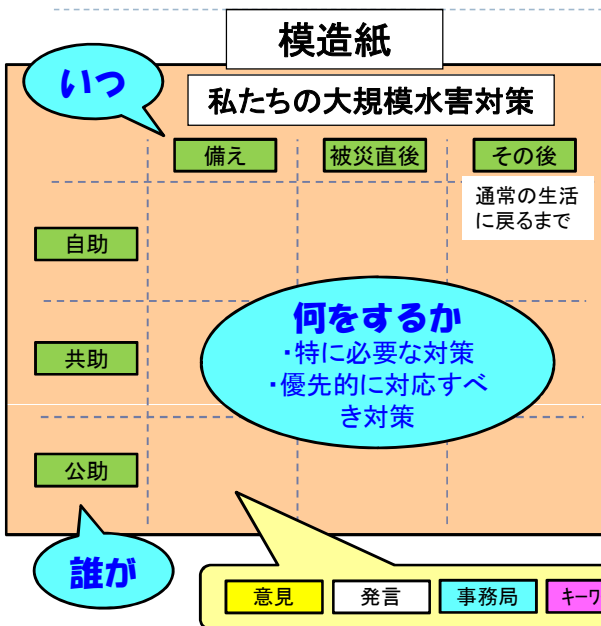 模造紙
いつ
私たちの大規模水害対策
備え
被災直後
その後
通常の生活
に戻るまで
自助
何をするか
・特に必要な対策
・優先的に対応すべ
き対策
共助
公助
誰が
意見
発言
事務局
キーワ